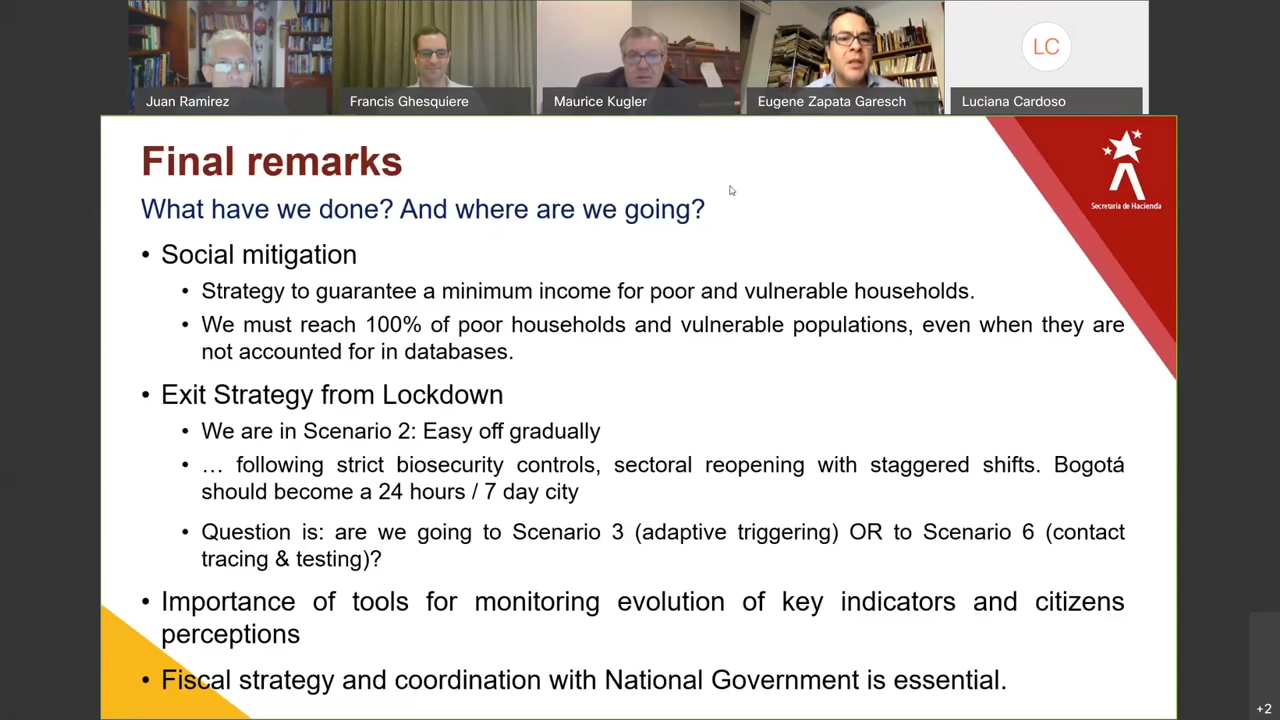 Juan Ramirez
Francis Ghesquiere
Maurice Kugler
Eugene Zapata Garesch
LC
Luciana Cardoso
Final remarks
Secretaría de Hacienda
What have we done? And where are we going?
• Social mitigation
• Strategy to guarantee a minimum income for poor and vulnerable households.
• We must reach 100% of poor households and vulnerable populations, even when they are
not accounted for in databases.
• Exit Strategy from Lockdown
• We are in Scenario 2: Easy off gradually
• … following strict biosecurity controls, sectoral reopening with staggered shifts. Bogotá
should become a 24 hours / 7 day city
• Question is: are we going to Scenario 3 (adaptive triggering) OR to Scenario 6 (contact
tracing & testing)?
• Importance of tools for monitoring evolution of key indicators and citizens
perceptions
• Fiscal strategy and coordination with National Government is essential.
+2